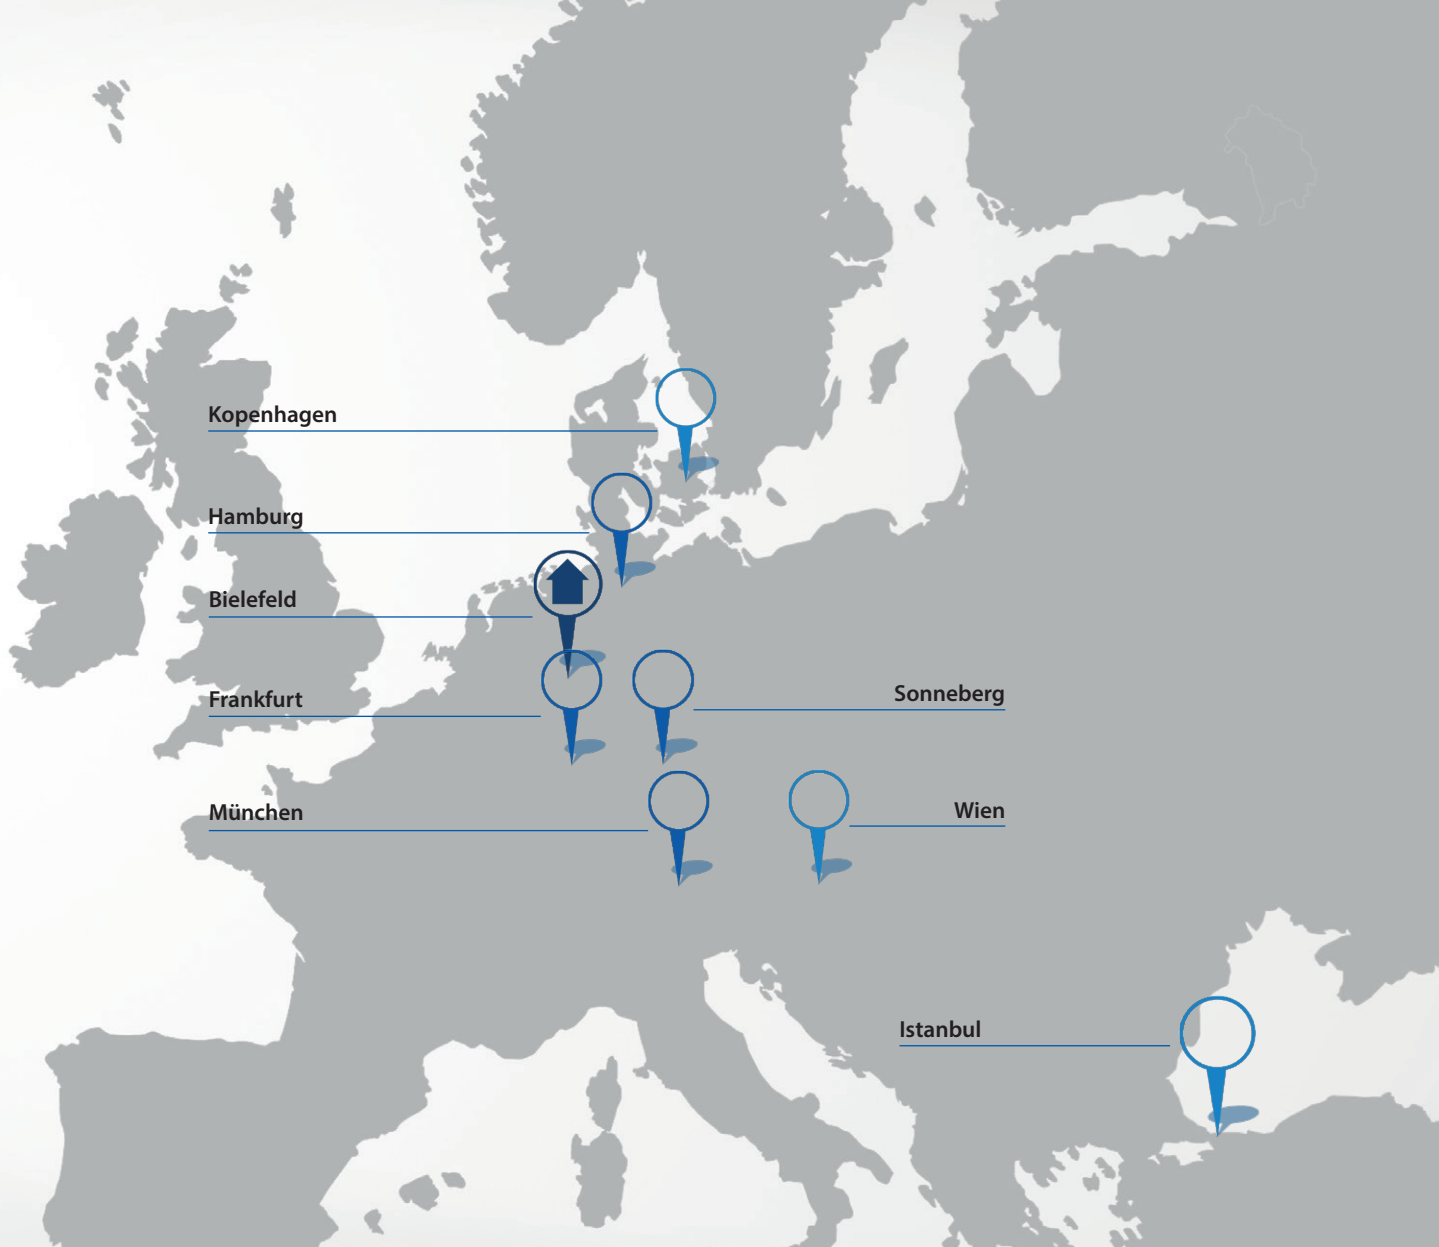 Kopenhagen
Hamburg
Bielefeld
Frankfurt
Sonneberg
München
Wien
Istanbul